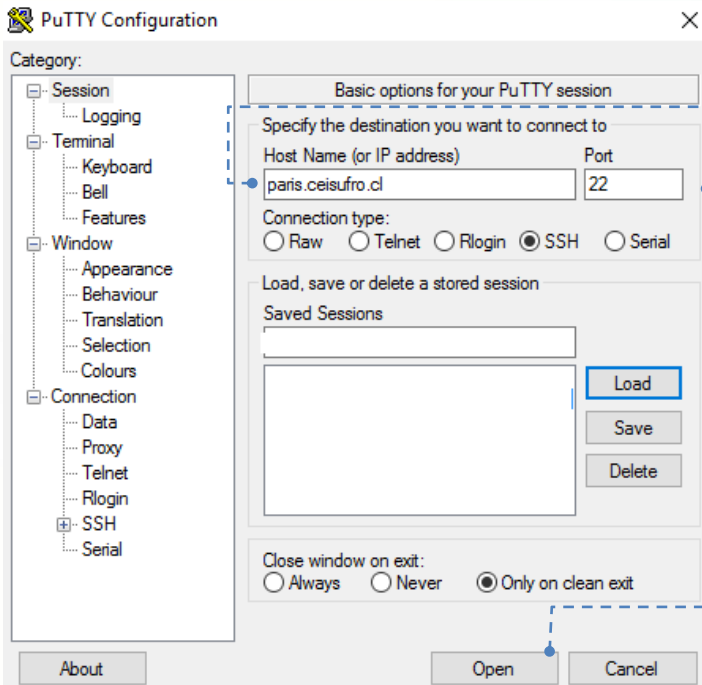 PuTTY Configuration
Category:
Session
Logging
Terminal
Keyboard
Bell
Features
Window
Appearance
Behaviour
Translation
Selection
Colours
Connection
Data
Proxy
Telnet
Rlogin
SSH
Serial
Basic options for your PuTTY session
Specify the destination you want to connect to
Host Name (or IP address) Port
paris.ceisufro.cl 22
Connection type:
Raw Telnet Rlogin SSH Serial
Load, save or delete a stored session
Saved Sessions
Load
Save
Delete
Close window on exit:
Always Never Only on clean exit
About Open Cancel